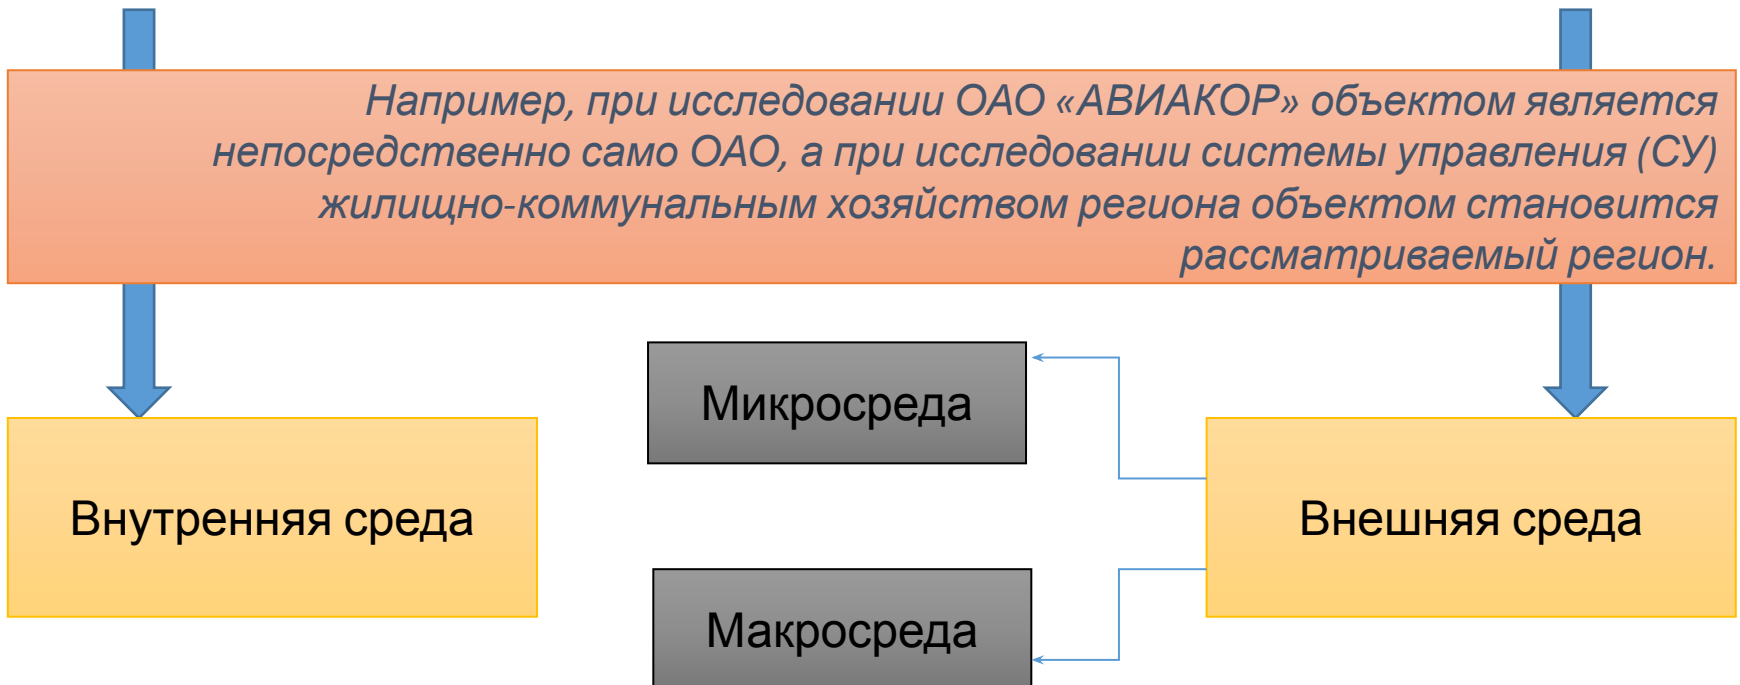 Например, при исследовании ОАО «АВИАКОР» объектом является
непосредственно само ОАО, а при исследовании системы управления (СУ)
жилищно-коммунальным хозяйством региона объектом становится
рассматриваемый регион.
Микросреда
Внутренняя среда
Внешняя среда
Макросреда